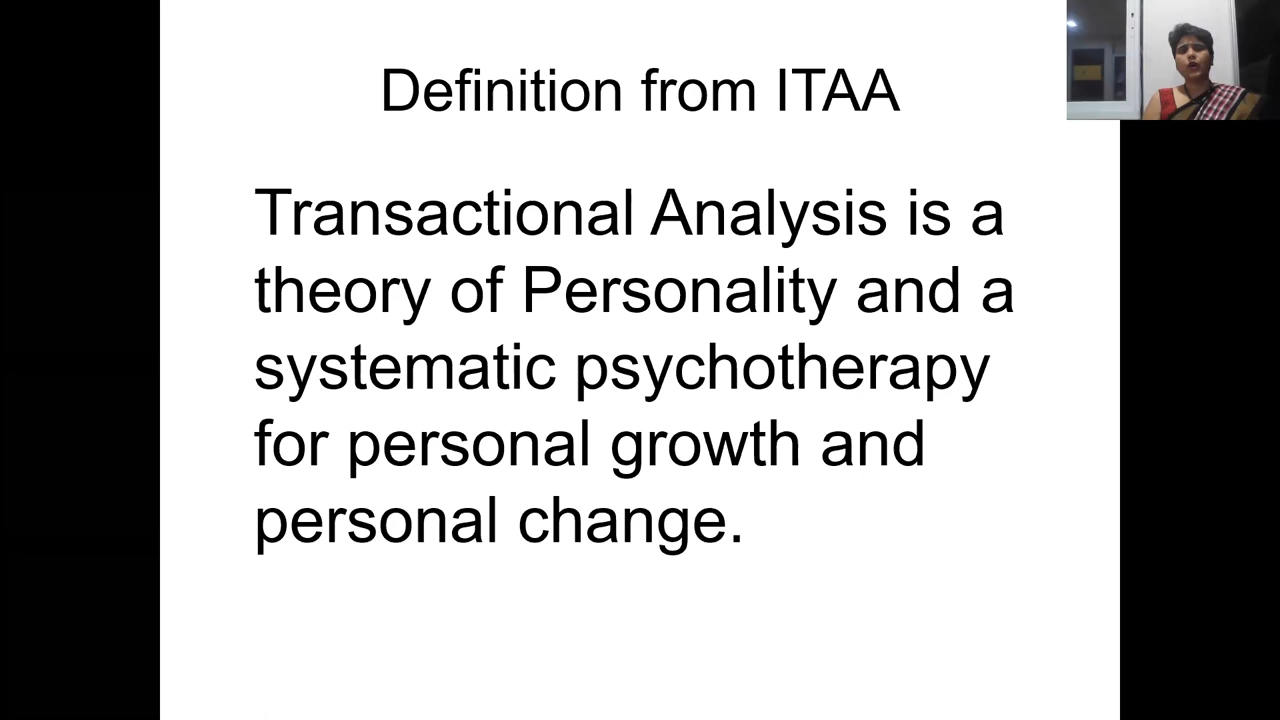 Definition from ITAA
Transactional Analysis is a
theory of Personality and a
systematic psychotherapy
for personal growth and
personal change.